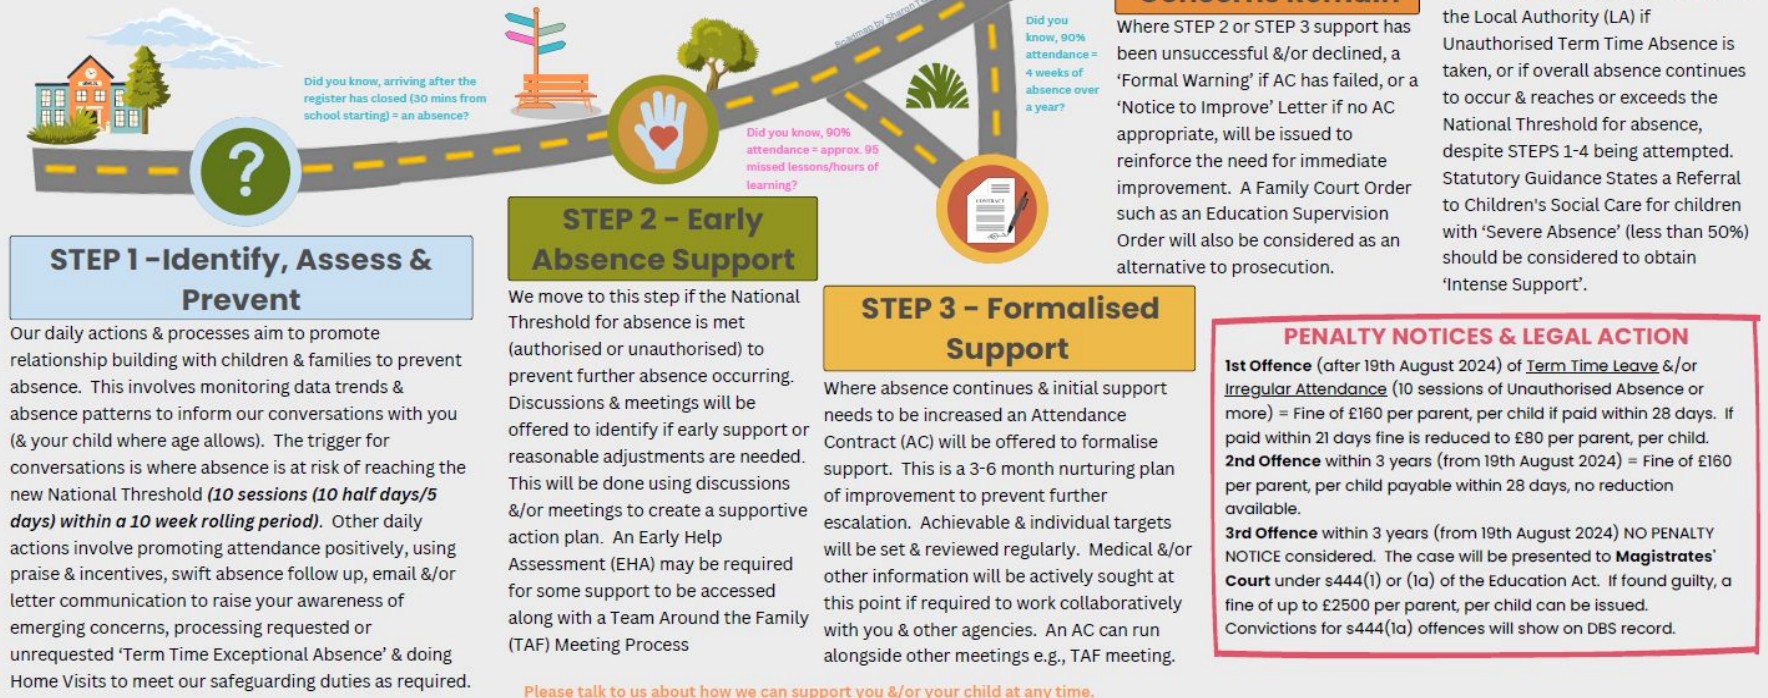 Did you know, arriving after the
register has closed (30 mins from
school starting) = an absence?
Did you know, 90%
attendance = approx. 95
missed lessons/hours of
learning?
Roadmap by Sharon
Did you
know, 90%
attendance =
4 weeks of
absence over
a year?
CONTRACT
STEP 1 -Identify, Assess &
Prevent
Our daily actions & processes aim to promote
relationship building with children & families to prevent
absence. This involves monitoring data trends &
absence patterns to inform our conversations with you
(& your child where age allows). The trigger for
conversations is where absence is at risk of reaching the
new National Threshold (10 sessions (10 half days/5
days) within a 10 week rolling period). Other daily
actions involve promoting attendance positively, using
praise & incentives, swift absence follow up, email &/or
letter communication to raise your awareness of
emerging concerns, processing requested or
unrequested ‘Term Time Exceptional Absence’ & doing
Home Visits to meet our safeguarding duties as required.
STEP 2 - Early
Absence Support
We move to this step if the National
Threshold for absence is met
(authorised or unauthorised) to
prevent further absence occurring.
Discussions & meetings will be
offered to identify if early support or
reasonable adjustments are needed.
This will be done using discussions
&/or meetings to create a supportive
action plan. An Early Help
Assessment (EHA) may be required
for some support to be accessed
along with a Team Around the Family
(TAF) Meeting Process
STEP 3 - Formalised
Support
Where absence continues & initial support
needs to be increased an Attendance
Contract (AC) will be offered to formalise
support. This is a 3-6 month nurturing plan
of improvement to prevent further
escalation. Achievable & individual targets
will be set & reviewed regularly. Medical &/or
other information will be actively sought at
this point if required to work collaboratively
with you & other agencies. An AC can run
alongside other meetings e.g., TAF meeting.
Concerns Remain
Where STEP 2 or STEP 3 support has
been unsuccessful &/or declined, a
‘Formal Warning’ if AC has failed, or a
‘Notice to Improve’ Letter if no AC
appropriate, will be issued to
reinforce the need for immediate
improvement. A Family Court Order
such as an Education Supervision
Order will also be considered as an
alternative to prosecution.
the Local Authority (LA) if
Unauthorised Term Time Absence is
taken, or if overall absence continues
to occur & reaches or exceeds the
National Threshold for absence,
despite STEPS 1-4 being attempted.
Statutory Guidance States a Referral
to Children's Social Care for children
with ‘Severe Absence’ (less than 50%)
should be considered to obtain
‘Intense Support’.
PENALTY NOTICES & LEGAL ACTION
1st Offence (after 19th August 2024) of Term Time Leave &/or
Irregular Attendance (10 sessions of Unauthorised Absence or
more) = Fine of £160 per parent, per child if paid within 28 days. If
paid within 21 days fine is reduced to £80 per parent, per child.
2nd Offence within 3 years (from 19th August 2024) = Fine of £160
per parent, per child payable within 28 days, no reduction
available.
3rd Offence within 3 years (from 19th August 2024) NO PENALTY
NOTICE considered. The case will be presented to Magistrates'
Court under s444(1) or (1a) of the Education Act. If found guilty, a
fine of up to £2500 per parent, per child can be issued.
Convictions for s444(1a) offences will show on DBS record.
Please talk to us about how we can support you &/or your child at any time.